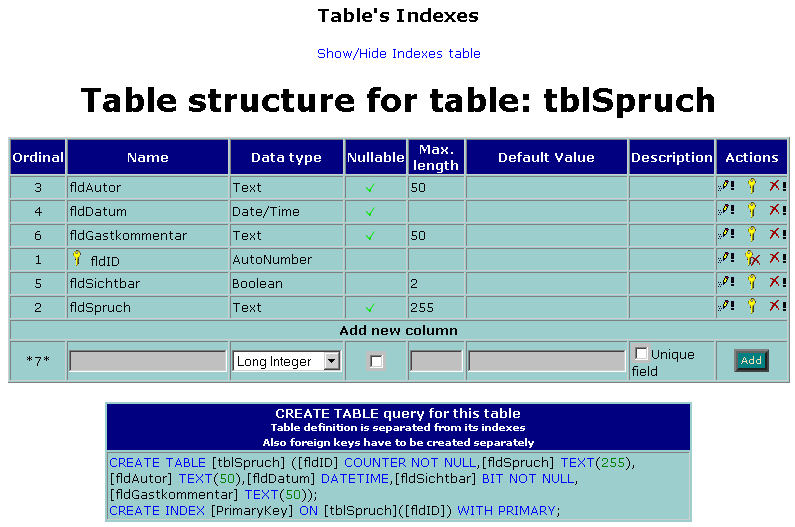 Table's Indexes
Show/Hide Indexes table
Table structure for table: tblSpruch
Ordinal Name Data type Nullable Max. length Default Value Description Actions
3 fldAutor Text 50
4 fldDatum Date/Time
6 fldGastkommentar Text 50
1 fldID AutoNumber
5 fldSichtbar Boolean 2
2 fldSpruch Text 255
Add new column
*7* Long Integer Unique field Add
CREATE TABLE query for this table
Table definition is separated from its indexes
Also foreign keys have to be created separately
CREATE TABLE [tblSpruch] ([fldID] COUNTER NOT NULL,[fldSpruch] TEXT(255),
[fldAutor] TEXT(50),[fldDatum] DATETIME,[fldSichtbar] BIT NOT NULL,
[fldGastkommentar] TEXT(50));
CREATE INDEX [PrimaryKey] ON [tblSpruch]([fldID]) WITH PRIMARY;